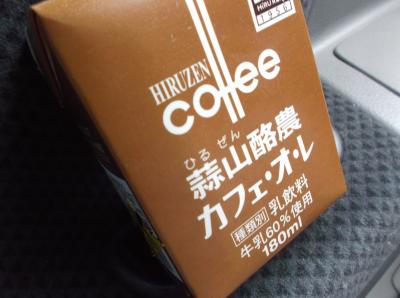 1950
HIRUZEN
coffee
ひる ぜん
蒜山酪農
カフェ・オ・レ
種類別 乳飲料
牛乳60%使用
180ml